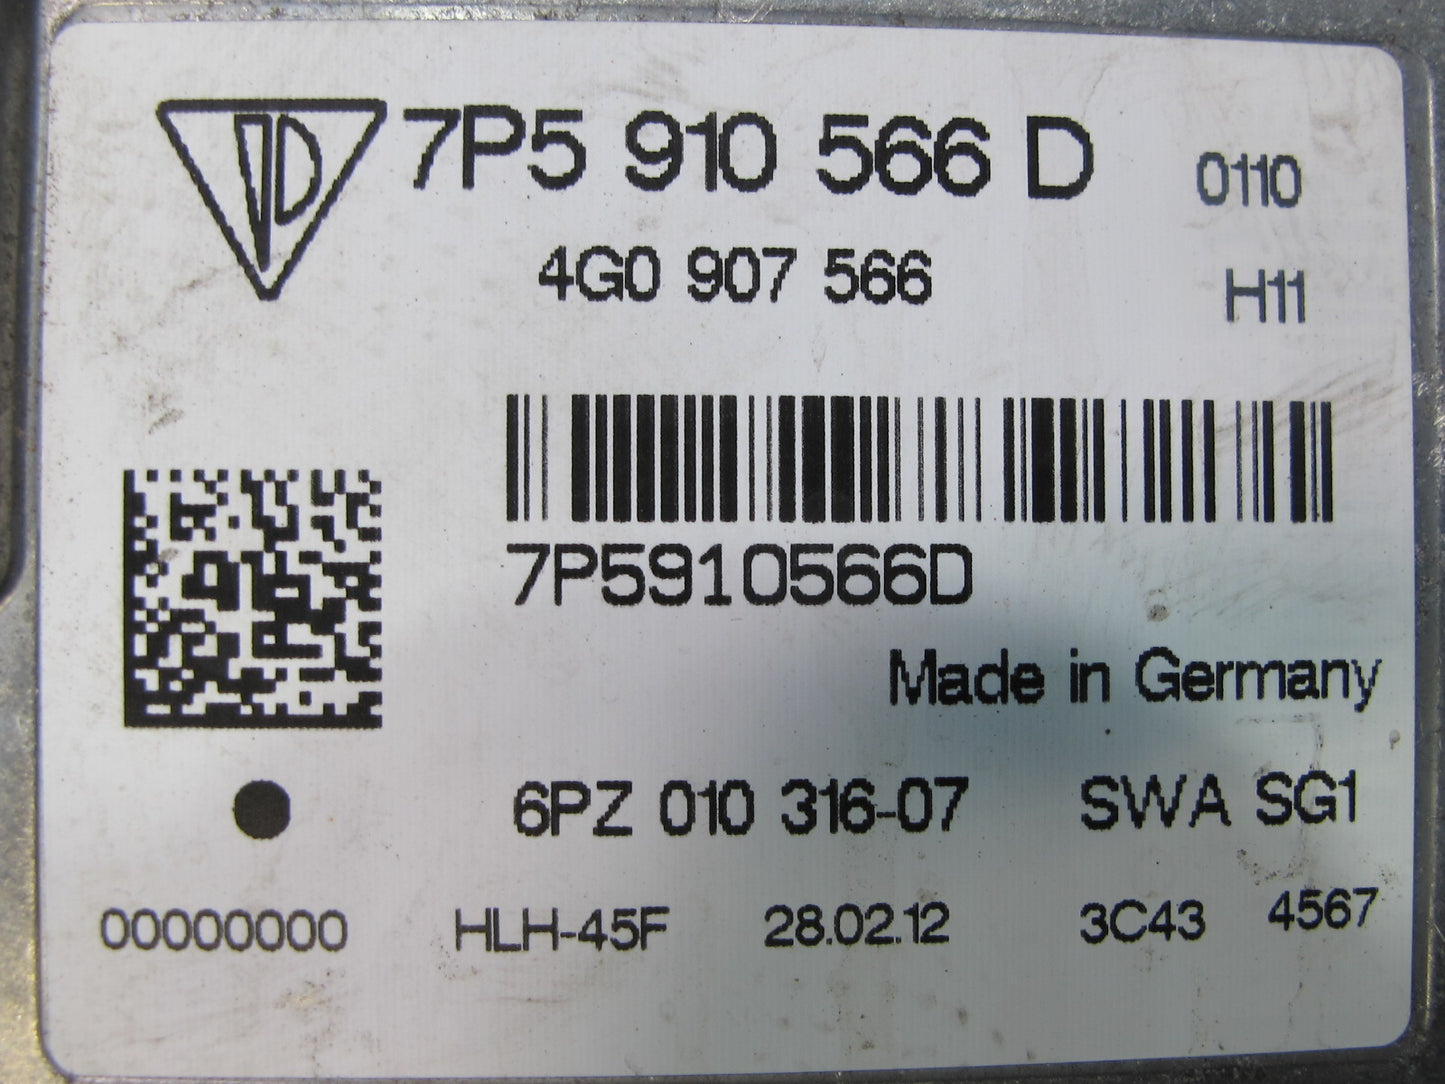 7P5 910 566 D 0110
4G0 907 566 H11
7P5910566D
Made in Germany
6PZ 010 316-07 SWA SG1
00000000 HLH-45F 28.02.12 3C43 4567